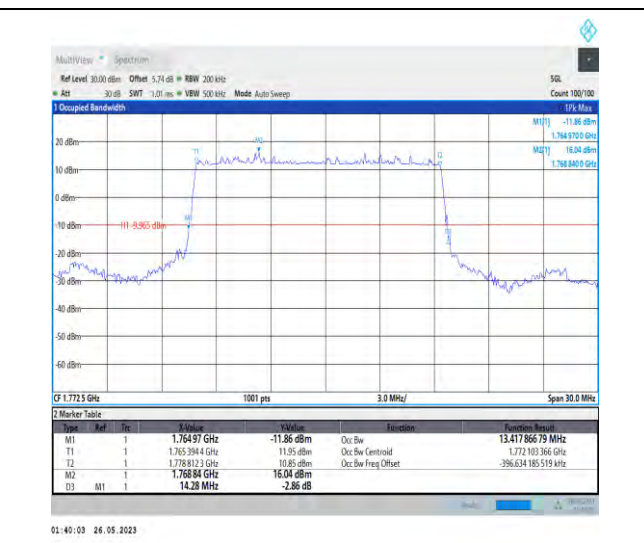 MultiView Spectrum
Ref Level 30.00 dBm Offset 5.74 dB RBW 200 kHz SGL
Att 30 dB SWT 1.01 ms VBW 500 kHz Mode Auto Sweep Count 100/100
1 Occupied Bandwidth 1Pk Max
M1[1] -11.86 dBm
1.764 970 0 GHz
M2[1] 16.04 dBm
1.768 840 0 GHz
20 dBm
T1 M2 T2
10 dBm
0 dBm
M1
-10 dBm H1 -9.965 dBm
D3
-20 dBm
-30 dBm
-40 dBm
-50 dBm
-60 dBm
CF 1.772 5 GHz 1001 pts 3.0 MHz/ Span 30.0 MHz
2 Marker Table
Type Ref Trc X-Value Y-Value Function Function Result
M1 1 1.764 97 GHz -11.86 dBm Occ Bw 13.417 866 79 MHz
T1 1 1.765 394 4 GHz 11.95 dBm Occ Bw Centroid 1.772 103 366 GHz
T2 1 1.778 812 3 GHz 10.85 dBm Occ Bw Freq Offset -396.634 185 519 kHz
M2 1 1.768 84 GHz 16.04 dBm
D3 M1 1 14.28 MHz -2.86 dB
01:40:03 26.05.2023